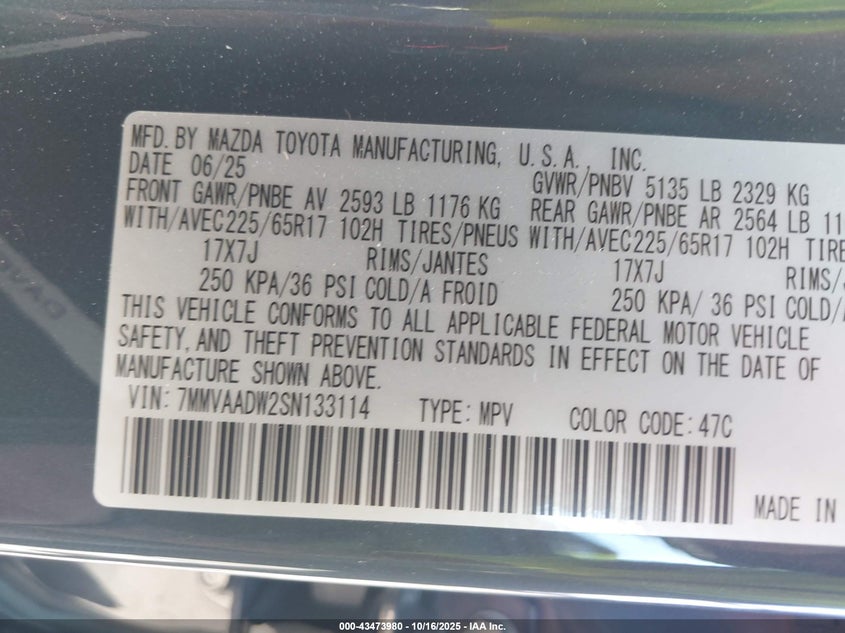 MFD. BY MAZDA TOYOTA MANUFACTURING, U.S.A., INC.
DATE 06/25 GVWR/PNBV 5135 LB 2329 KG
FRONT GAWR/PNBE AV 2593 LB 1176 KG REAR GAWR/PNBE AR 2564 LB 11
WITH/AVEC225/65R17 102H TIRES/PNEUS WITH/AVEC225/65R17 102H TIRE
17X7J RIMS/JANTES 17X7J RIMS/J
250 KPA/36 PSI COLD/A FROID 250 KPA/ 36 PSI COLD/A
THIS VEHICLE CONFORMS TO ALL APPLICABLE FEDERAL MOTOR VEHICLE
SAFETY, AND THEFT PREVENTION STANDARDS IN EFFECT ON THE DATE OF
MANUFACTURE SHOWN ABOVE.
VIN: 7MMVAADW2SN133114 TYPE: MPV COLOR CODE: 47C
MADE IN
000-43473980 - 10/16/2025 - IAA Inc.